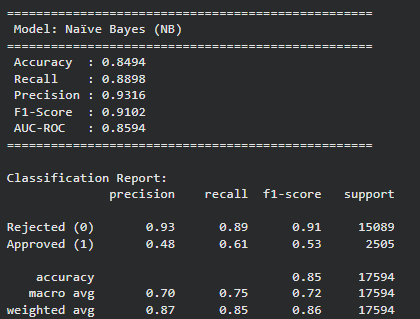 ====================================================
Model: Naïve Bayes (NB)
====================================================
Accuracy  : 0.8494
Recall    : 0.8898
Precision : 0.9316
F1-Score  : 0.9102
AUC-ROC   : 0.8594
====================================================
Classification Report:
precision    recall  f1-score   support
Rejected (0)       0.93      0.89      0.91     15089
Approved (1)       0.48      0.61      0.53      2505
accuracy                           0.85     17594
macro avg       0.70      0.75      0.72     17594
weighted avg       0.87      0.85      0.86     17594